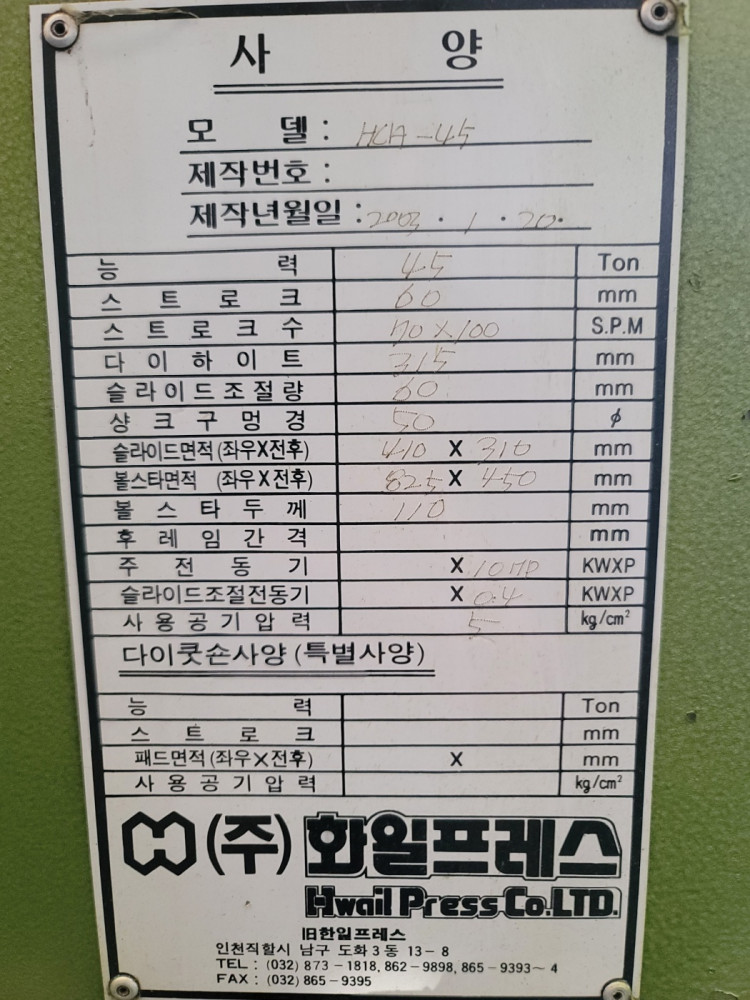 사 양
모 델 : HCA-45
제작번호 :
제작년월일 : 2003 · 1 · 20 ·
능 력 45 Ton
스 트 로 크 60 mm
스 트 로 크 수 70 X 100 S.P.M
다 이 하 이 트 315 mm
슬라이드조절량 60 mm
샹 크 구 멍 경 50 ϕ
슬라이드면적 (좌우X전후) 410 X 310 mm
볼스타면적 (좌우X전후) 825 X 450 mm
볼 스 타 두 께 110 mm
후 레 임 간 격 mm
주 전 동 기 X 10HP KWXP
슬라이드조절전동기 X 0.4 KWXP
사 용 공 기 압 력 5 kg/cm²
다이쿳숀사양 (특별사양)
능 력 Ton
스 트 로 크 mm
패드면적 (좌우X전후) X mm
사 용 공 기 압 력 kg/cm²
(주) 화일프레스
Hwail Press Co.LTD.
旧한일프레스
인천직할시 남구 도화 3 동 13 - 8
TEL : (032) 873 - 1818, 862 - 9898, 865 - 9393~ 4
FAX : (032) 865 - 9395